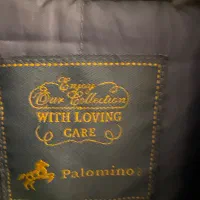 Enjoy
Our Collection
WITH LOVING
CARE
Palomino